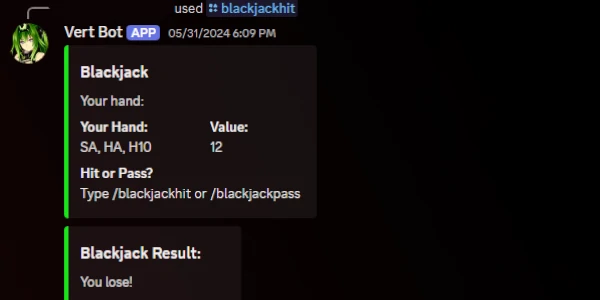 used blackjackhit
Vert Bot APP 05/31/2024 6:09 PM
Blackjack
Your hand:
Your Hand: Value:
SA, HA, H10 12
Hit or Pass?
Type /blackjackhit or /blackjackpass
Blackjack Result:
You lose!